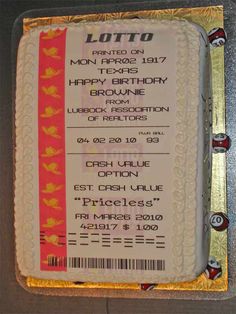 LOTTO
PRINTED ON
MON APR02 1917
TEXAS
HAPPY BIRTHDAY
BROWNIE
FROM
LUBBOCK ASSOCIATION
OF REALTORS
PWR BALL
04 02 20 10 93
CASH VALUE
OPTION
EST. CASH VALUE
"Priceless"
FRI MAR26 2010
421917 $ 1.00